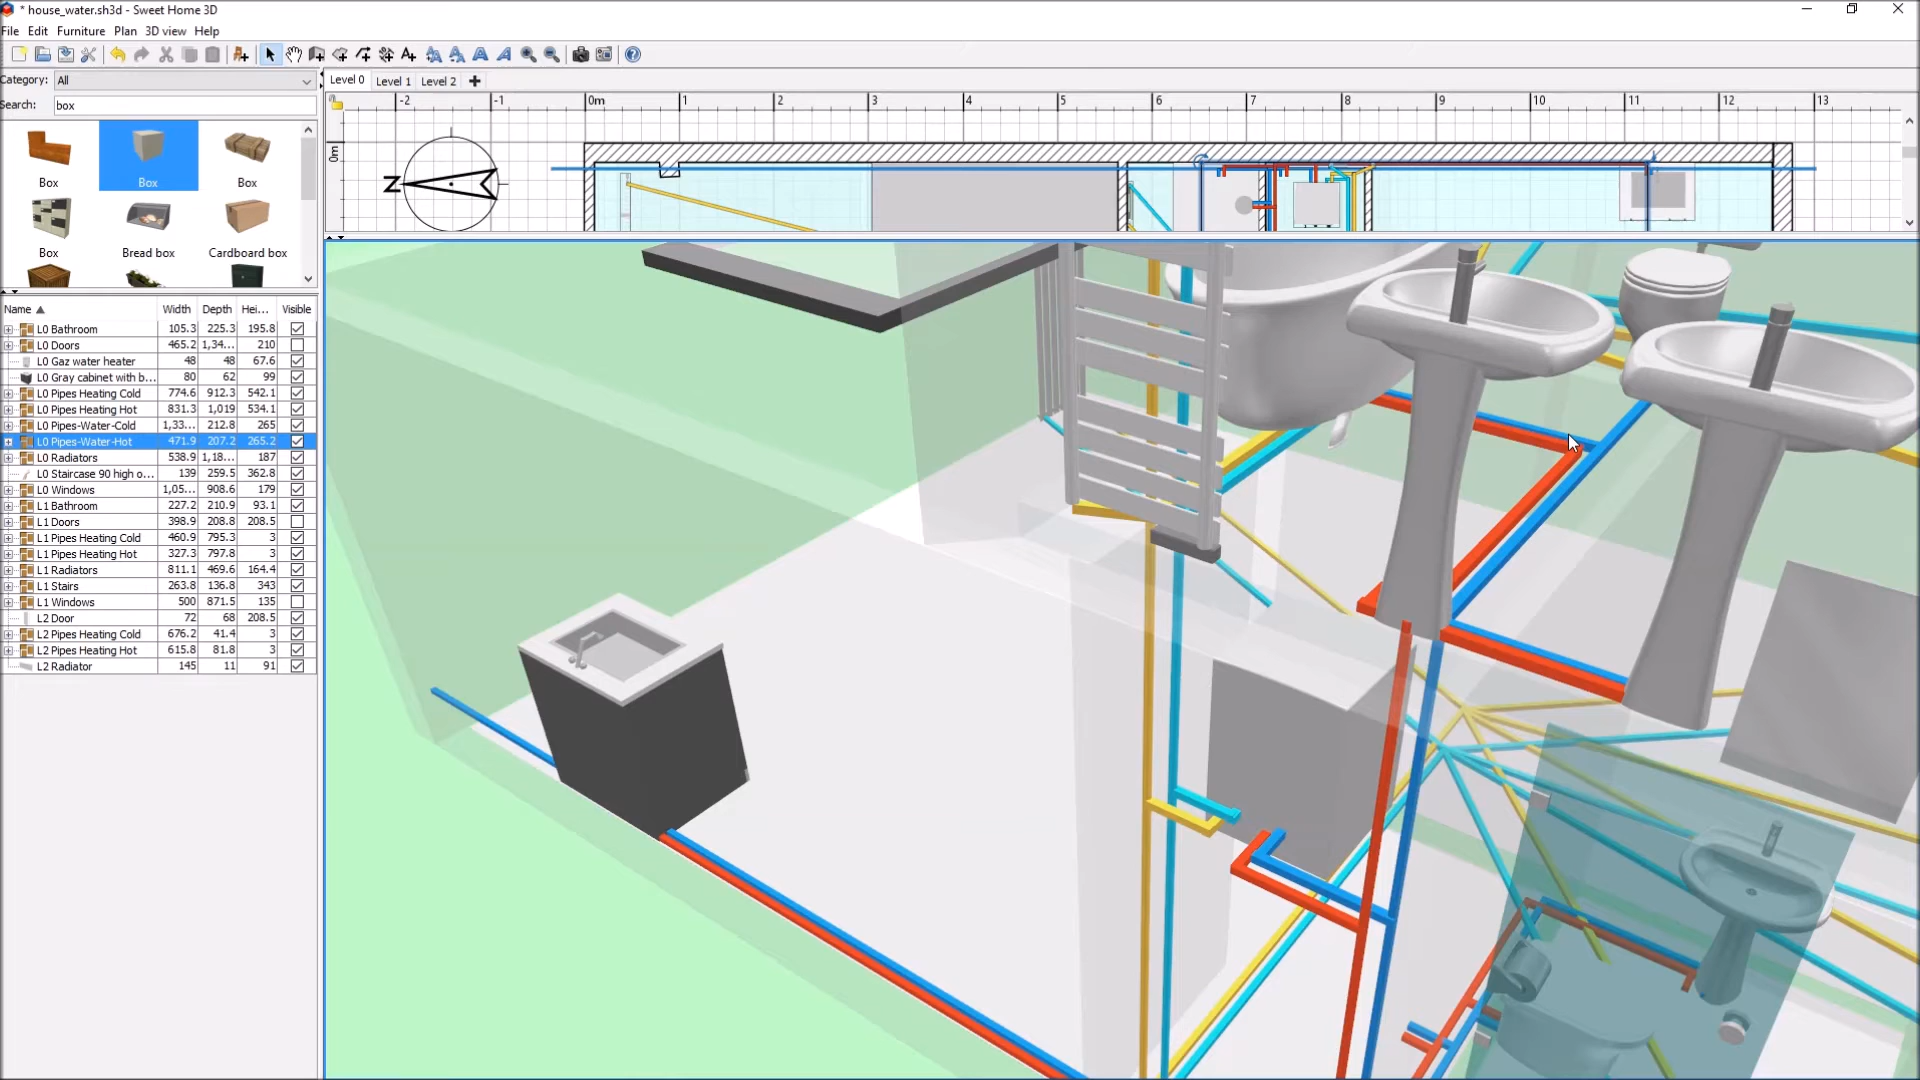 * house_water.sh3d - Sweet Home 3D
File Edit Furniture Plan 3D view Help
Category: All
Search: box
Level 0 Level 1 Level 2
-2 -1 0m 1 2 3 4 5 6 7 8 9 10 11 12 13
0m
Z
Box Box Box
Box Bread box Cardboard box
Name Width Depth Hei... Visible
L0 Bathroom 105.3 225.3 195.8
L0 Doors 465.2 1,34... 210
L0 Gaz water heater 48 48 67.6
L0 Gray cabinet with b... 80 62 99
L0 Pipes Heating Cold 774.6 912.3 542.1
L0 Pipes Heating Hot 831.3 1,019 534.1
L0 Pipes-Water-Cold 1,33... 212.8 265
L0 Pipes-Water-Hot 471.9 207.2 265.2
L0 Radiators 538.9 1,18... 187
L0 Staircase 90 high o... 139 259.5 362.8
L0 Windows 1,05... 908.6 179
L1 Bathroom 227.2 210.9 93.1
L1 Doors 398.9 208.8 208.5
L1 Pipes Heating Cold 460.9 795.3 3
L1 Pipes Heating Hot 327.3 797.8 3
L1 Radiators 811.1 469.6 164.4
L1 Stairs 263.8 136.8 343
L1 Windows 500 871.5 135
L2 Door 72 68 208.5
L2 Pipes Heating Cold 676.2 41.4 3
L2 Pipes Heating Hot 615.8 81.8 3
L2 Radiator 145 11 91